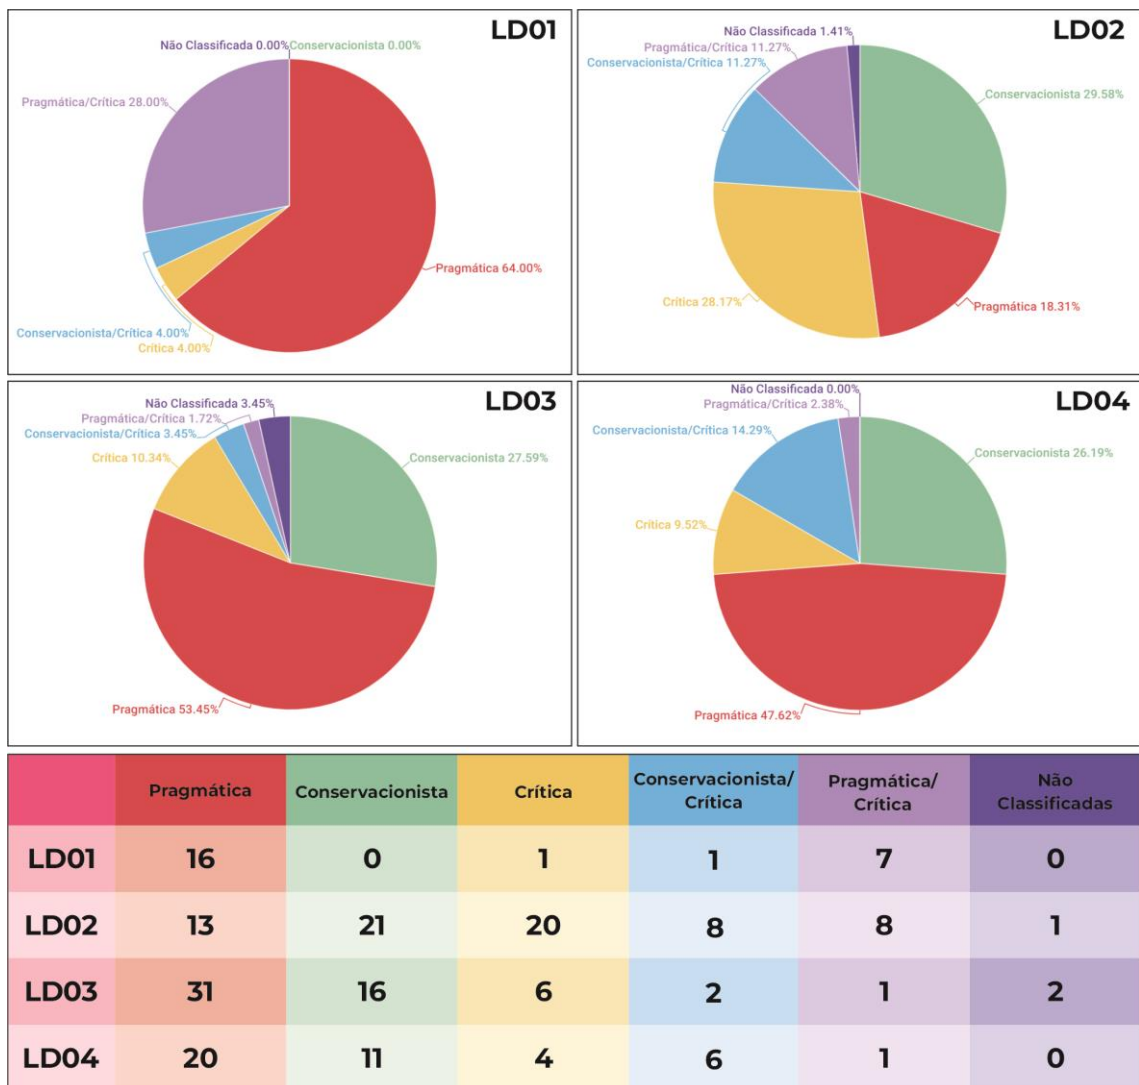 LD01
Não Classificada 0.00%
Conservacionista 0.00%
Pragmática/Crítica 28.00%
Pragmática 64.00%
Conservacionista/Crítica 4.00%
Crítica 4.00%
LD02
Não Classificada 1.41%
Pragmática/Crítica 11.27%
Conservacionista/Crítica 11.27%
Conservacionista 29.58%
Crítica 28.17%
Pragmática 18.31%
LD03
Não Classificada 3.45%
Pragmática/Crítica 1.72%
Conservacionista/Crítica 3.45%
Crítica 10.34%
Conservacionista 27.59%
Pragmática 53.45%
LD04
Não Classificada 0.00%
Pragmática/Crítica 2.38%
Conservacionista/Crítica 14.29%
Conservacionista 26.19%
Crítica 9.52%
Pragmática 47.62%
Pragmática Conservacionista Crítica Conservacionista/ Crítica Pragmática/ Crítica Não Classificadas
LD01 16 0 1 1 7 0
LD02 13 21 20 8 8 1
LD03 31 16 6 2 1 2
LD04 20 11 4 6 1 0